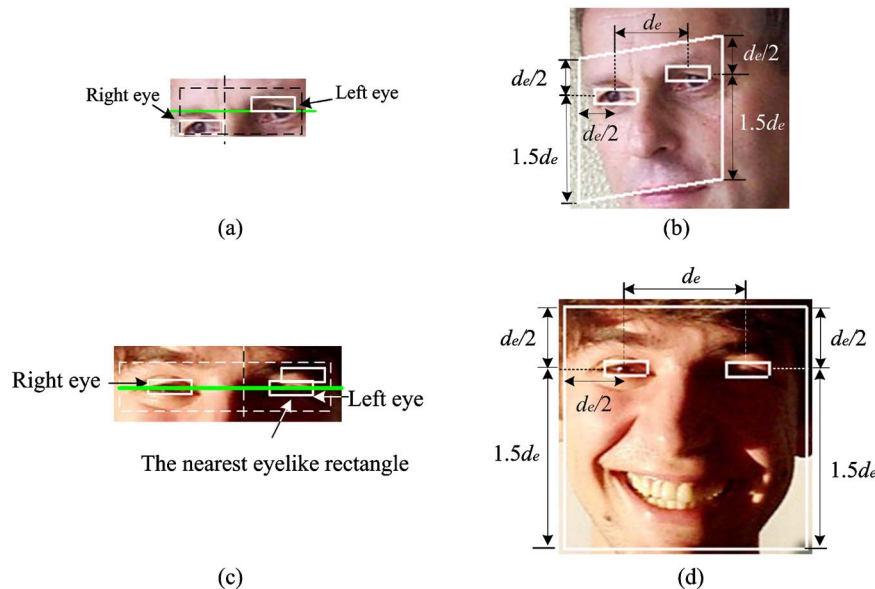 Right eye
Left eye
(a)
dₑ
dₑ/2
dₑ/2
dₑ/2
1.5dₑ
1.5dₑ
(b)
Right eye
Left eye
The nearest eyelike rectangle
(c)
dₑ
dₑ/2
dₑ/2
dₑ/2
1.5dₑ
1.5dₑ
(d)